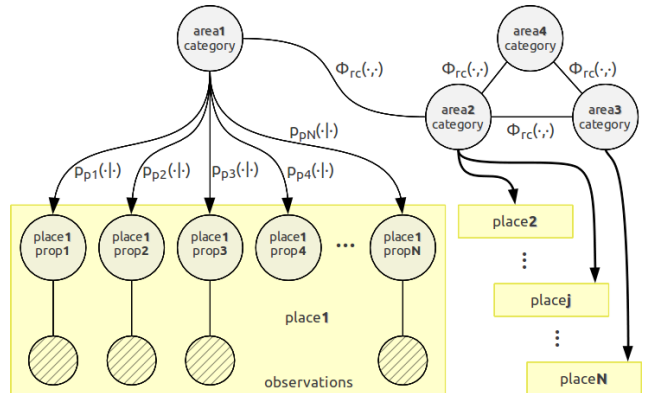 area1
category
area4
category
Φrc(·,·)
Φrc(·,·)
Φrc(·,·)
area2
category
area3
category
Φrc(·,·)
pp1(·|·)
pp2(·|·)
pp3(·|·)
pp4(·|·)
ppN(·|·)
place1
prop1
place1
prop2
place1
prop3
place1
prop4
...
place1
propN
place2
⋮
placej
⋮
placeN
place1
observations